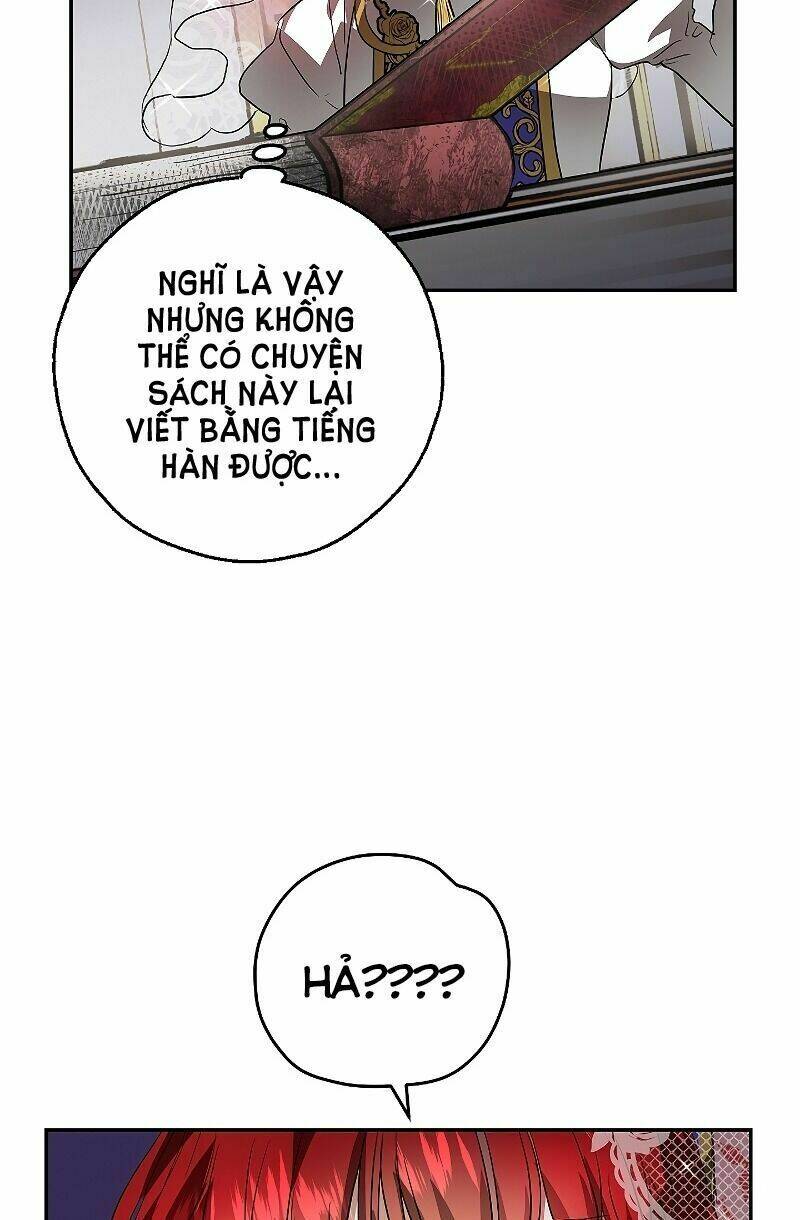 NGHĨ LÀ VẬY
NHƯNG KHÔNG
THỂ CÓ CHUYỆN
SÁCH NÀY LẠI
VIẾT BẰNG TIẾNG
HÀN ĐƯỢC...
HẢ????